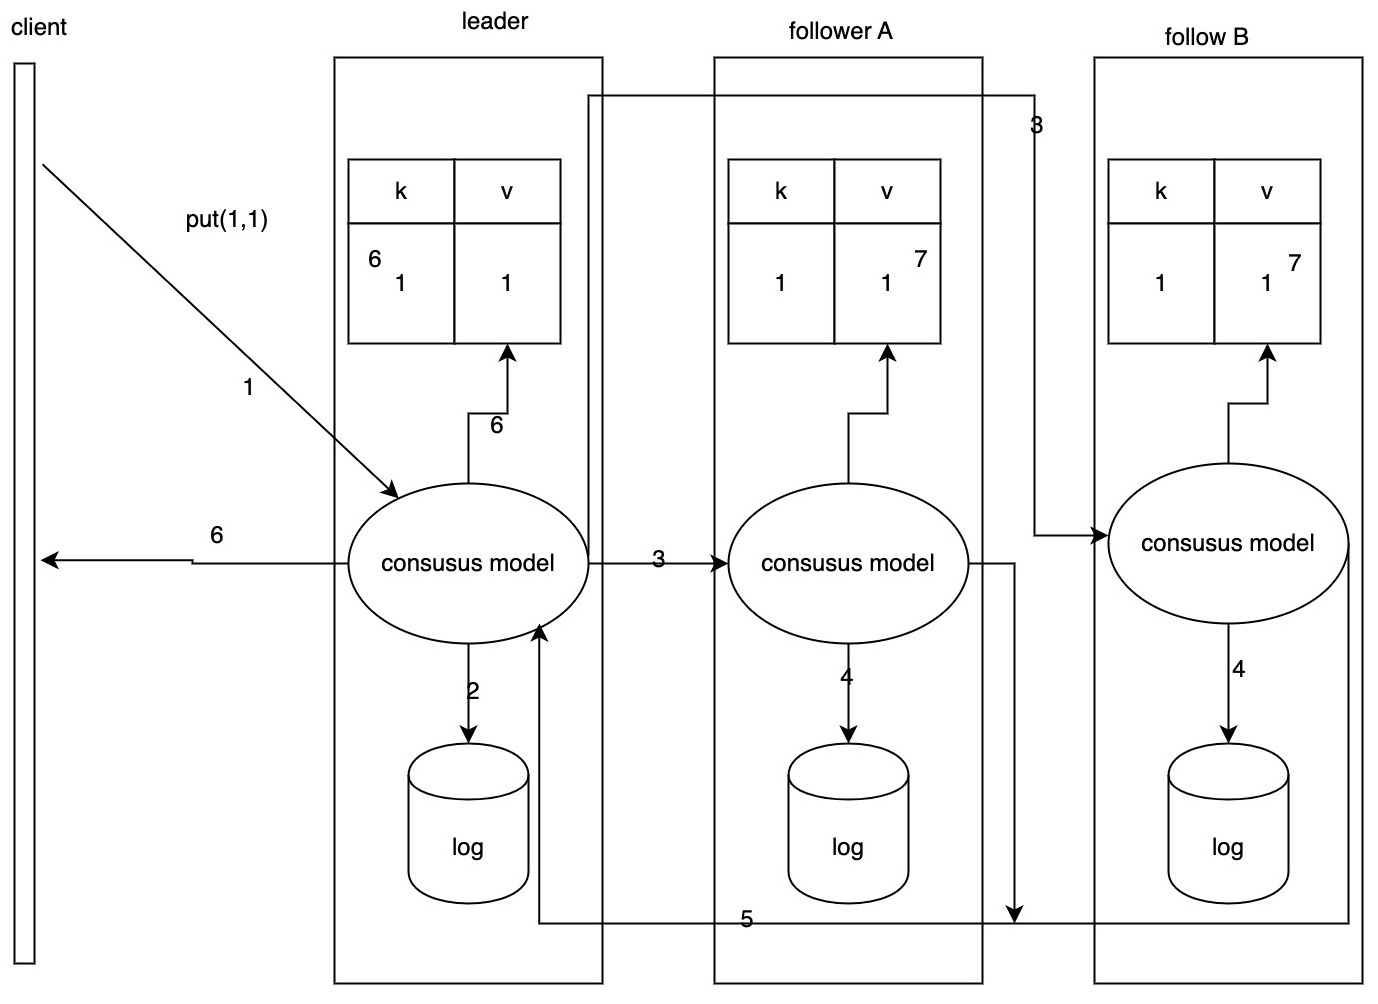 client
leader
follower A
follow B
3
k
v
k
v
k
v
put(1,1)
6
1
1
1
1
7
1
1
7
1
6
6
consusus model
3
consusus model
consusus model
2
4
4
log
log
log
5